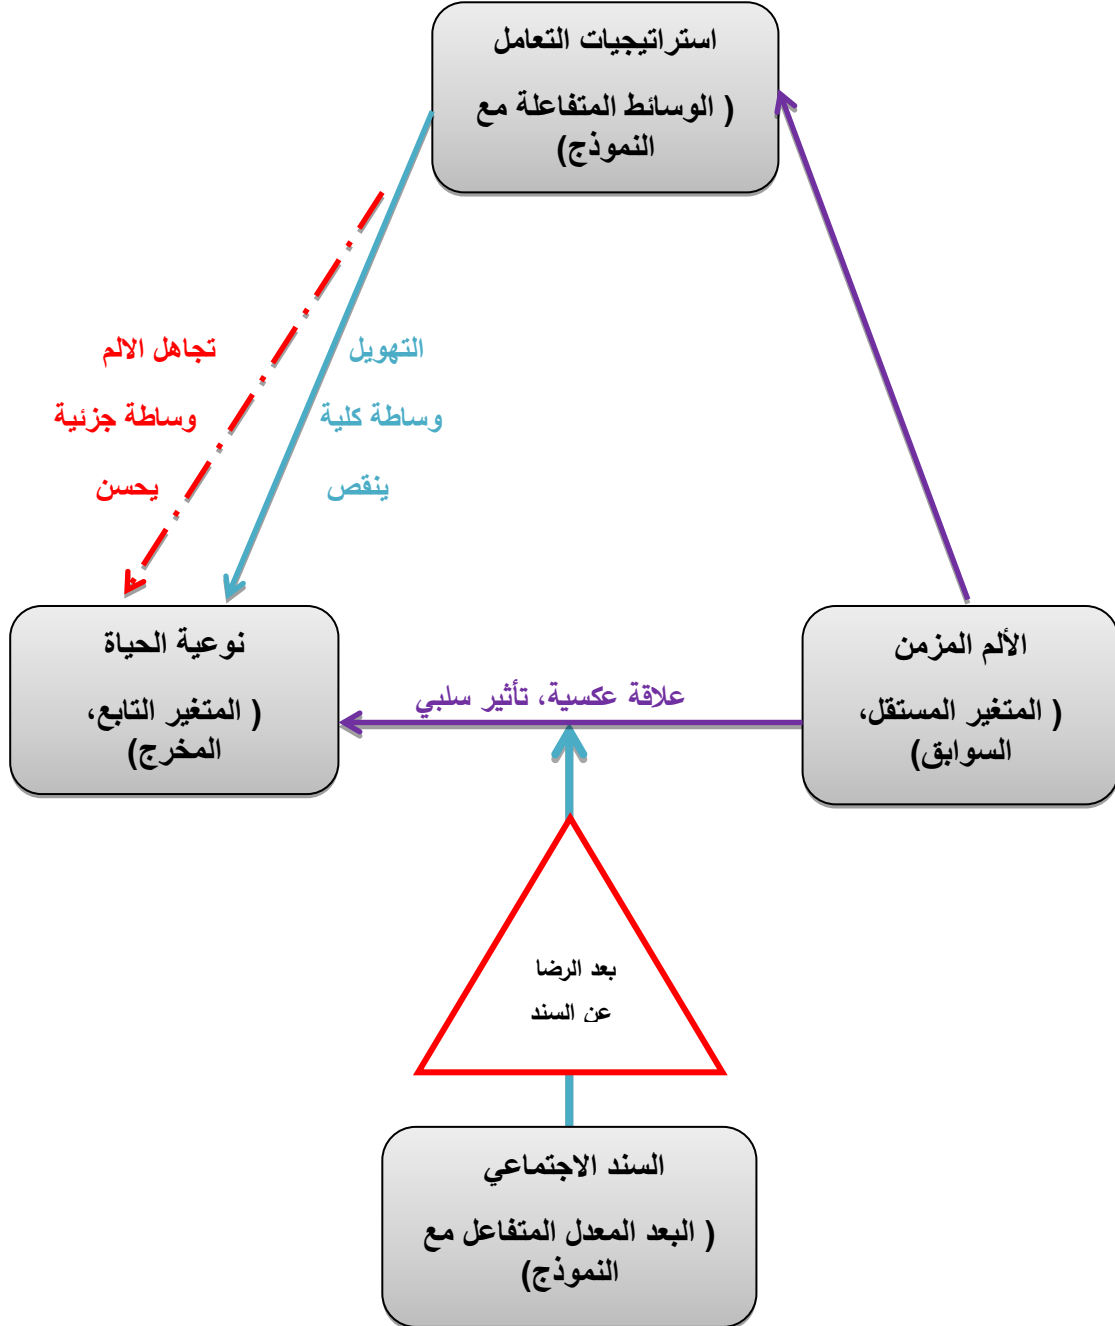 استراتيجيات التعامل
( الوسائط المتفاعلة مع
النموذج)
التهويل
وساطة كلية
ينقص
تجاهل الالم
وساطة جزئية
يحسن
الألم المزمن
( المتغير المستقل،
السوابق)
علاقة عكسية، تأثير سلبي
نوعية الحياة
( المتغير التابع،
المخرج)
بعد الرضا
عن السند
السند الاجتماعي
( البعد المعدل المتفاعل مع
النموذج)